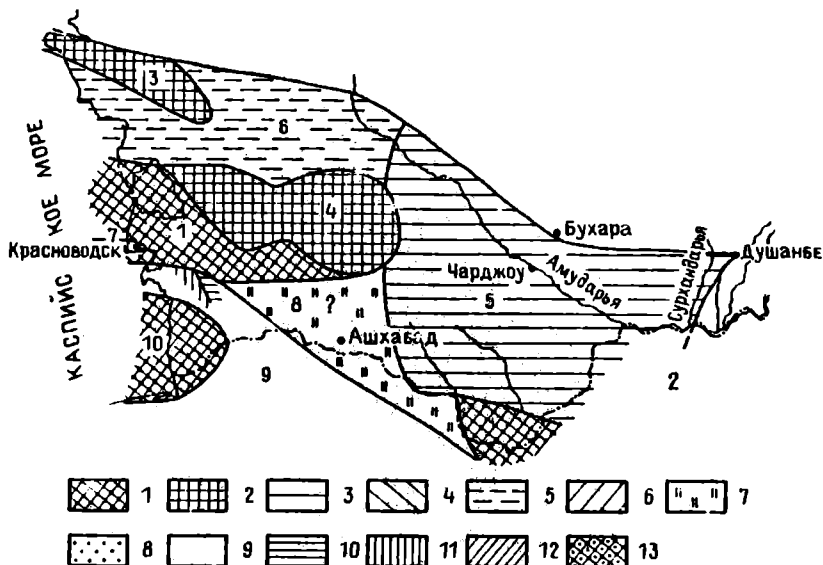 3
6
КАСПИЙСКОЕ МОРЕ
7
Красноводск
1
4
Бухара
Душанбе
Сурхандарья
Чарджоу
Амударья
5
8 ?
Ашхабад
10
9
2
1 2 3 4 5 6 7
8 9 10 11 12 13